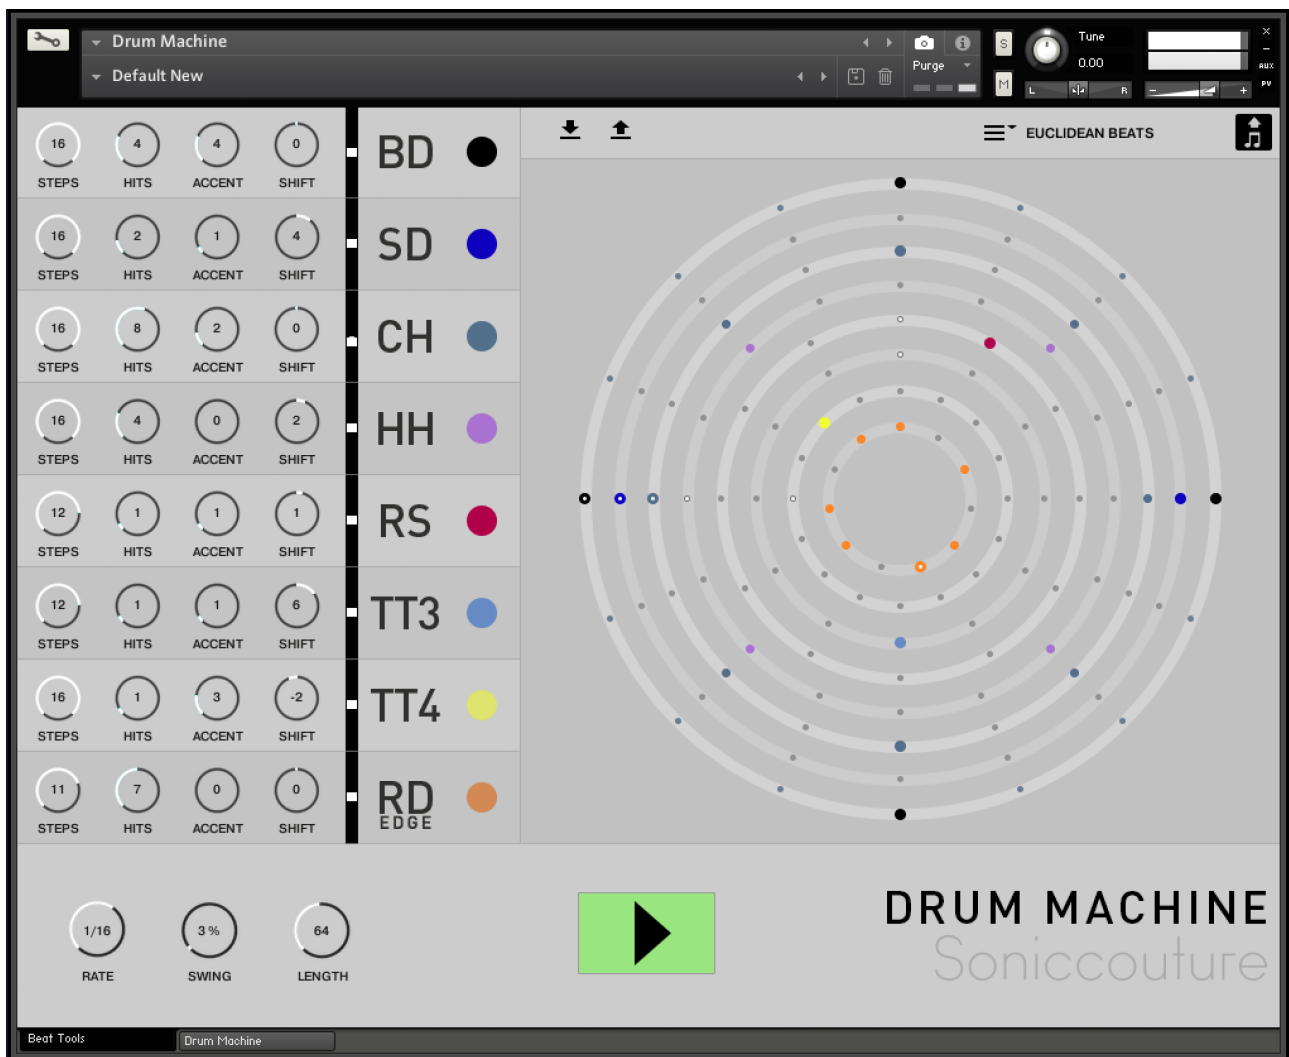 Drum Machine
Default New
Purge
S
M
Tune
0.00
L R
- +
×
-
AUX
PV
16 4 4 0
STEPS HITS ACCENT SHIFT
BD
16 2 1 4
STEPS HITS ACCENT SHIFT
SD
16 8 2 0
STEPS HITS ACCENT SHIFT
CH
16 4 0 2
STEPS HITS ACCENT SHIFT
HH
12 1 1 1
STEPS HITS ACCENT SHIFT
RS
12 1 1 6
STEPS HITS ACCENT SHIFT
TT3
16 1 3 -2
STEPS HITS ACCENT SHIFT
TT4
11 7 0 0
STEPS HITS ACCENT SHIFT
RD
EDGE
EUCLIDEAN BEATS
1/16 3 % 64
RATE SWING LENGTH
DRUM MACHINE
Soniccouture
Beat Tools
Drum Machine